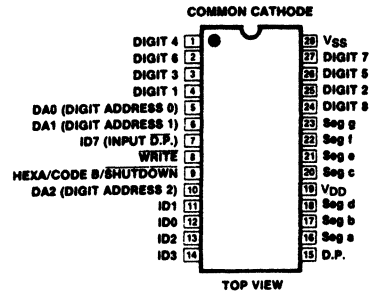 COMMON CATHODE
DIGIT 4 1 28 VSS
DIGIT 6 2 27 DIGIT 7
DIGIT 3 3 26 DIGIT 5
DIGIT 1 4 25 DIGIT 2
DA0 (DIGIT ADDRESS 0) 5 24 DIGIT 8
DA1 (DIGIT ADDRESS 1) 6 23 Seg g
ID7 (INPUT D.P.) 7 22 Seg f
WRITE 8 21 Seg e
HEXA/CODE B/SHUTDOWN 9 20 Seg c
DA2 (DIGIT ADDRESS 2) 10 19 VDD
ID1 11 18 Seg d
ID0 12 17 Seg b
ID2 13 16 Seg a
ID3 14 15 D.P.
TOP VIEW